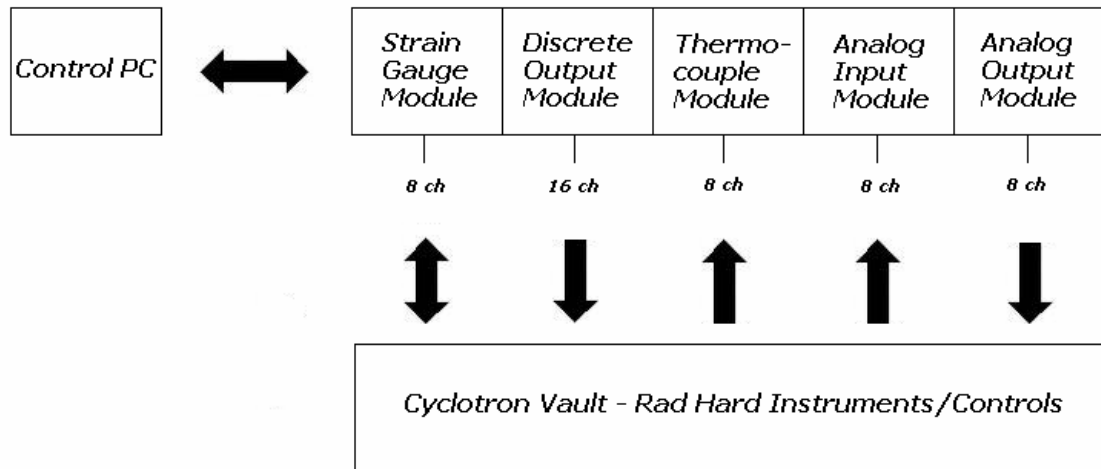 Control PC
Strain
Gauge
Module
Discrete
Output
Module
Thermo-
couple
Module
Analog
Input
Module
Analog
Output
Module
8 ch
16 ch
8 ch
8 ch
8 ch
Cyclotron Vault - Rad Hard Instruments/Controls